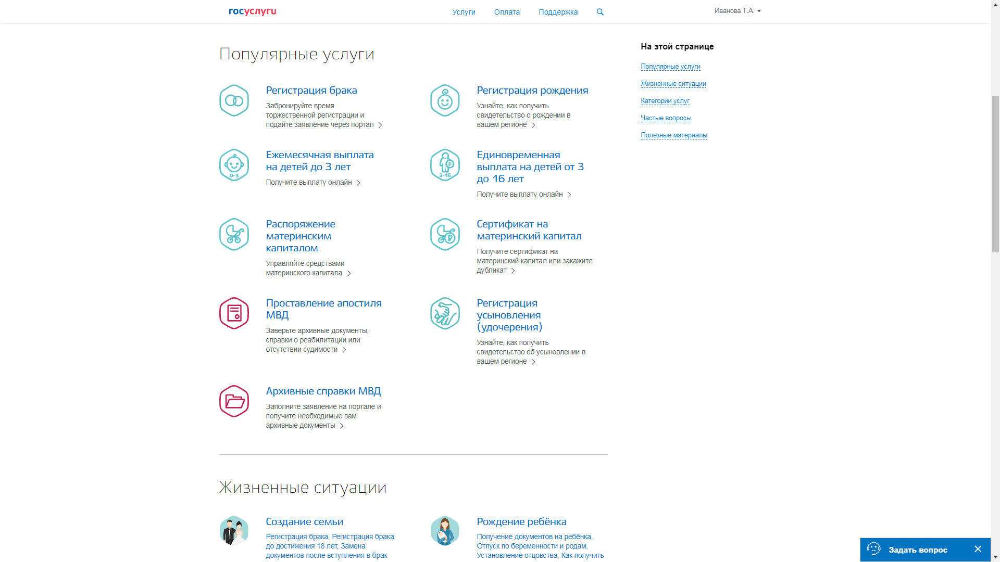 госуслуги
Услуги
Оплата
Поддержка
Иванова Т.А.
Популярные услуги
Регистрация брака
Забронируйте время
торжественной регистрации и
подайте заявление через портал
Регистрация рождения
Узнайте, как получить
свидетельство о рождении в
вашем регионе
0-3
Ежемесячная выплата
на детей до 3 лет
Получите выплату онлайн
3-16
Единовременная
выплата на детей от 3
до 16 лет
Получите выплату онлайн
Распоряжение
материнским
капиталом
Управляйте средствами
материнского капитала
Сертификат на
материнский капитал
Получите сертификат на
материнский капитал или закажите
дубликат
Проставление апостиля
МВД
Заверьте архивные документы,
справки о реабилитации или
отсутствии судимости
Регистрация
усыновления
(удочерения)
Узнайте, как получить
свидетельство об усыновлении в
вашем регионе
Архивные справки МВД
Заполните заявление на портале и
получите необходимые вам
архивные документы
Жизненные ситуации
Создание семьи
Регистрация брака, Регистрация брака
до достижения 18 лет, Замена
документов после вступления в брак
Рождение ребёнка
Получение документов на ребёнка,
Отпуск по беременности и родам,
Установление отцовства, Как получить
На этой странице
Популярные услуги
Жизненные ситуации
Категории услуг
Частые вопросы
Полезные материалы
Задать вопрос